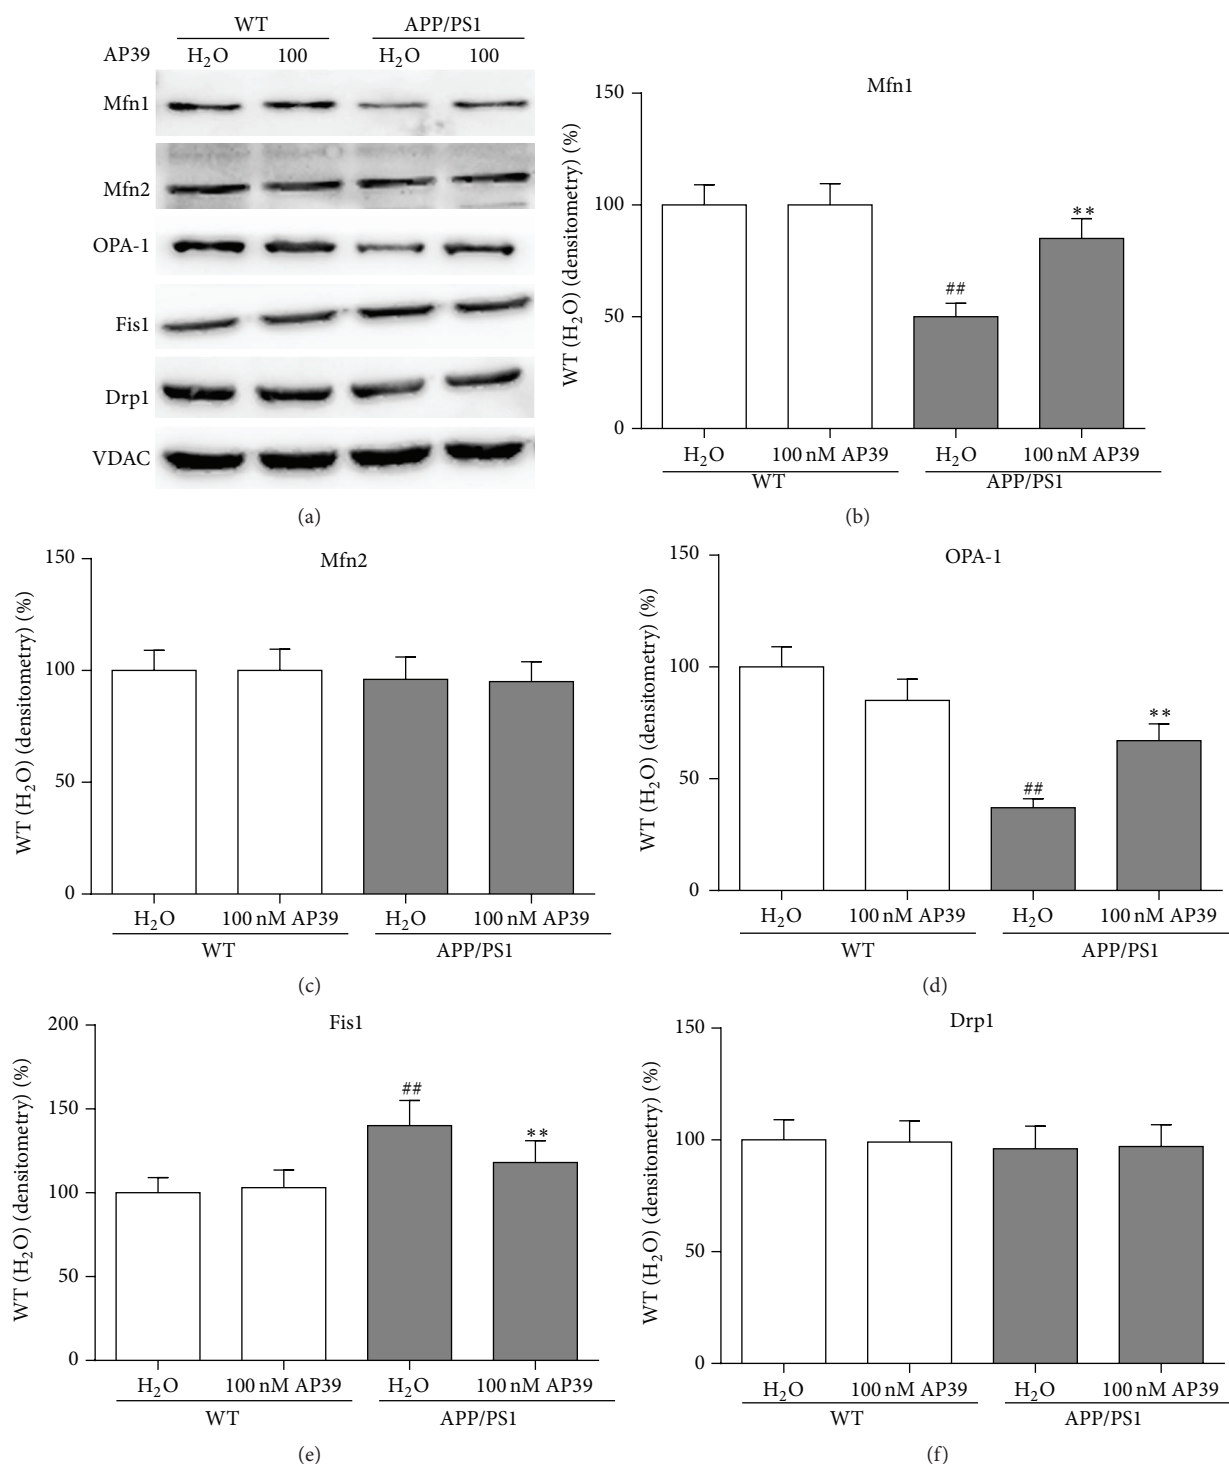 WT APP/PS1
AP39 H₂O 100 H₂O 100
Mfn1
Mfn2
OPA-1
Fis1
Drp1
VDAC
(a)
Mfn1
WT (H₂O) (densitometry) (%)
150
100
50
0
##
**
H₂O 100 nM AP39 H₂O 100 nM AP39
WT APP/PS1
(b)
Mfn2
WT (H₂O) (densitometry) (%)
150
100
50
0
H₂O 100 nM AP39 H₂O 100 nM AP39
WT APP/PS1
(c)
OPA-1
WT (H₂O) (densitometry) (%)
150
100
50
0
##
**
H₂O 100 nM AP39 H₂O 100 nM AP39
WT APP/PS1
(d)
Fis1
WT (H₂O) (densitometry) (%)
200
150
100
50
0
##
**
H₂O 100 nM AP39 H₂O 100 nM AP39
WT APP/PS1
(e)
Drp1
WT (H₂O) (densitometry) (%)
150
100
50
0
H₂O 100 nM AP39 H₂O 100 nM AP39
WT APP/PS1
(f)